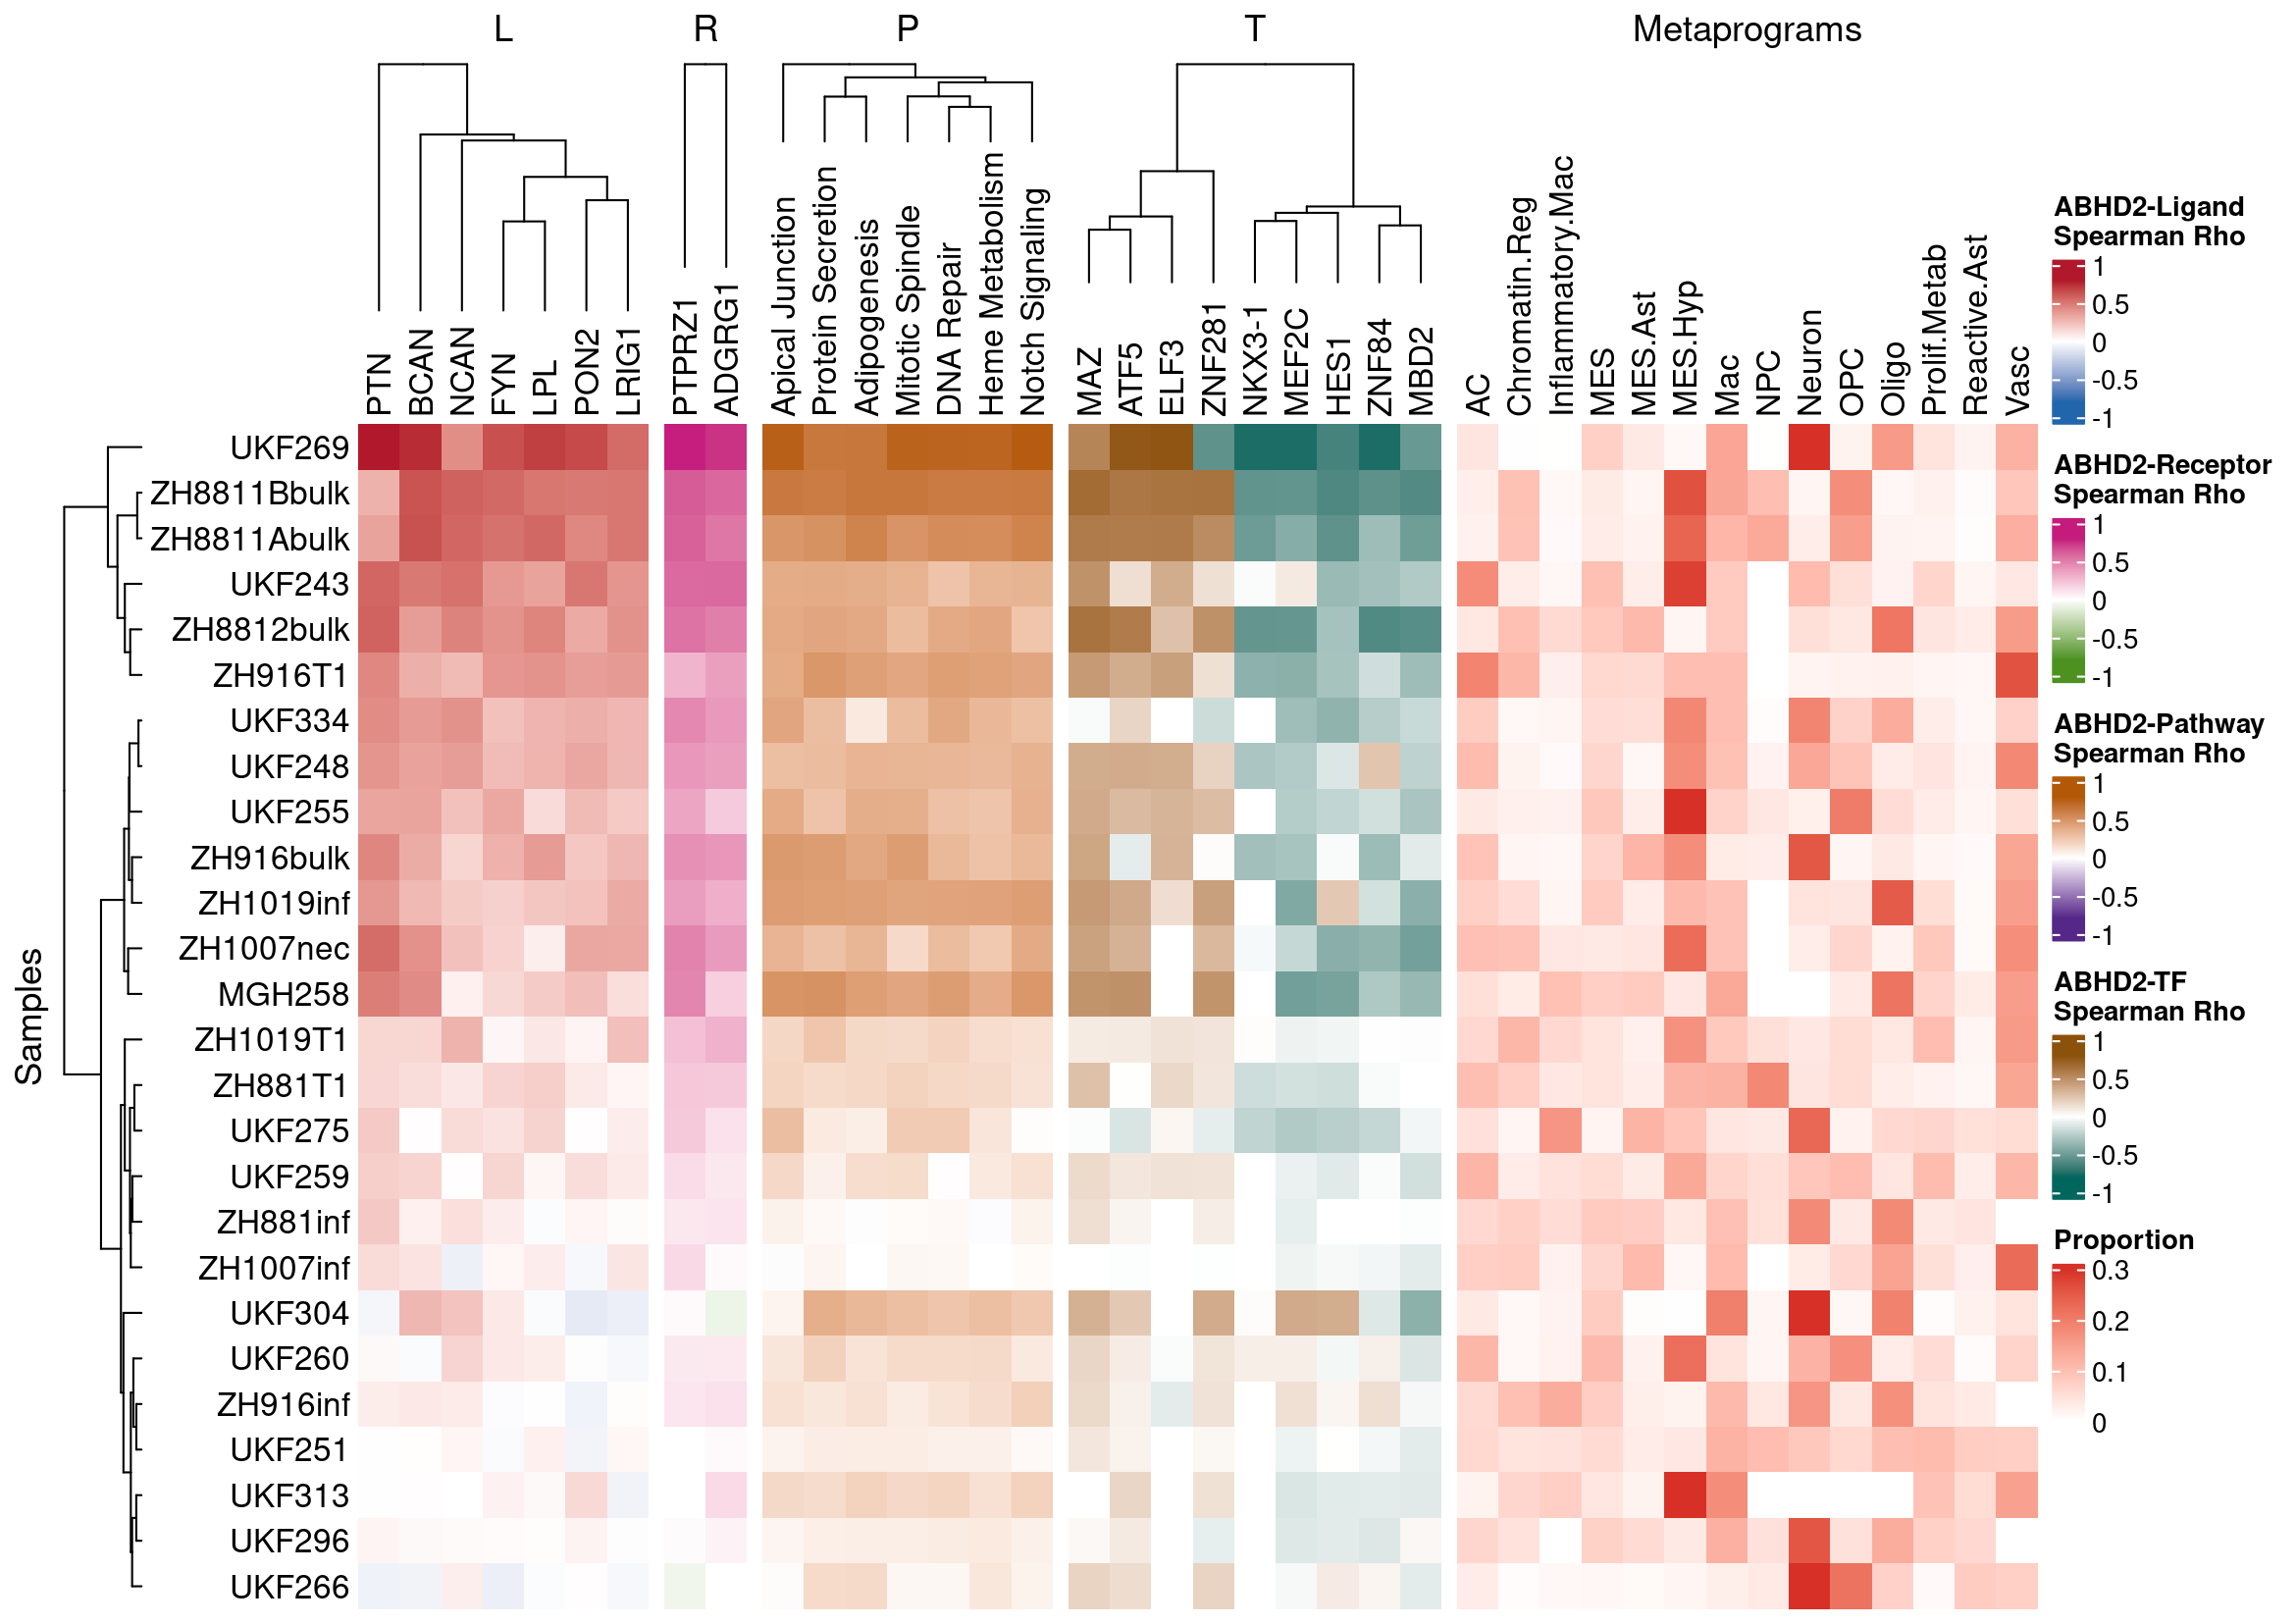 L
R
P
T
Metaprograms
PTN
BCAN
NCAN
FYN
LPL
PON2
LRIG1
PTPRZ1
ADGRG1
Apical Junction
Protein Secretion
Adipogenesis
Mitotic Spindle
DNA Repair
Heme Metabolism
Notch Signaling
MAZ
ATF5
ELF3
ZNF281
NKX3-1
MEF2C
HES1
ZNF84
MBD2
AC
Chromatin.Reg
Inflammatory.Mac
MES
MES.Ast
MES.Hyp
Mac
NPC
Neuron
OPC
Oligo
Prolif.Metab
Reactive.Ast
Vasc
Samples
UKF269
ZH8811Bbulk
ZH8811Abulk
UKF243
ZH8812bulk
ZH916T1
UKF334
UKF248
UKF255
ZH916bulk
ZH1019inf
ZH1007nec
MGH258
ZH1019T1
ZH881T1
UKF275
UKF259
ZH881inf
ZH1007inf
UKF304
UKF260
ZH916inf
UKF251
UKF313
UKF296
UKF266
ABHD2-Ligand
Spearman Rho
1
0.5
0
-0.5
-1
ABHD2-Receptor
Spearman Rho
1
0.5
0
-0.5
-1
ABHD2-Pathway
Spearman Rho
1
0.5
0
-0.5
-1
ABHD2-TF
Spearman Rho
1
0.5
0
-0.5
-1
Proportion
0.3
0.2
0.1
0